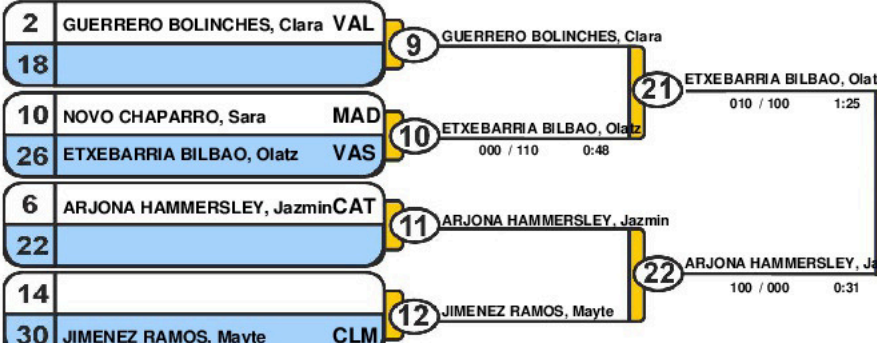 2 GUERRERO BOLINCHES, Clara VAL
18
9 GUERRERO BOLINCHES, Clara
10 NOVO CHAPARRO, Sara MAD
26 ETXEBARRIA BILBAO, Olatz VAS
10 ETXEBARRIA BILBAO, Olatz
000 / 110 0:48
21 ETXEBARRIA BILBAO, Olat
010 / 100 1:25
6 ARJONA HAMMERSLEY, Jazmin CAT
22
11 ARJONA HAMMERSLEY, Jazmin
14
30 JIMENEZ RAMOS, Mayte CLM
12 JIMENEZ RAMOS, Mayte
22 ARJONA HAMMERSLEY, Ja
100 / 000 0:31